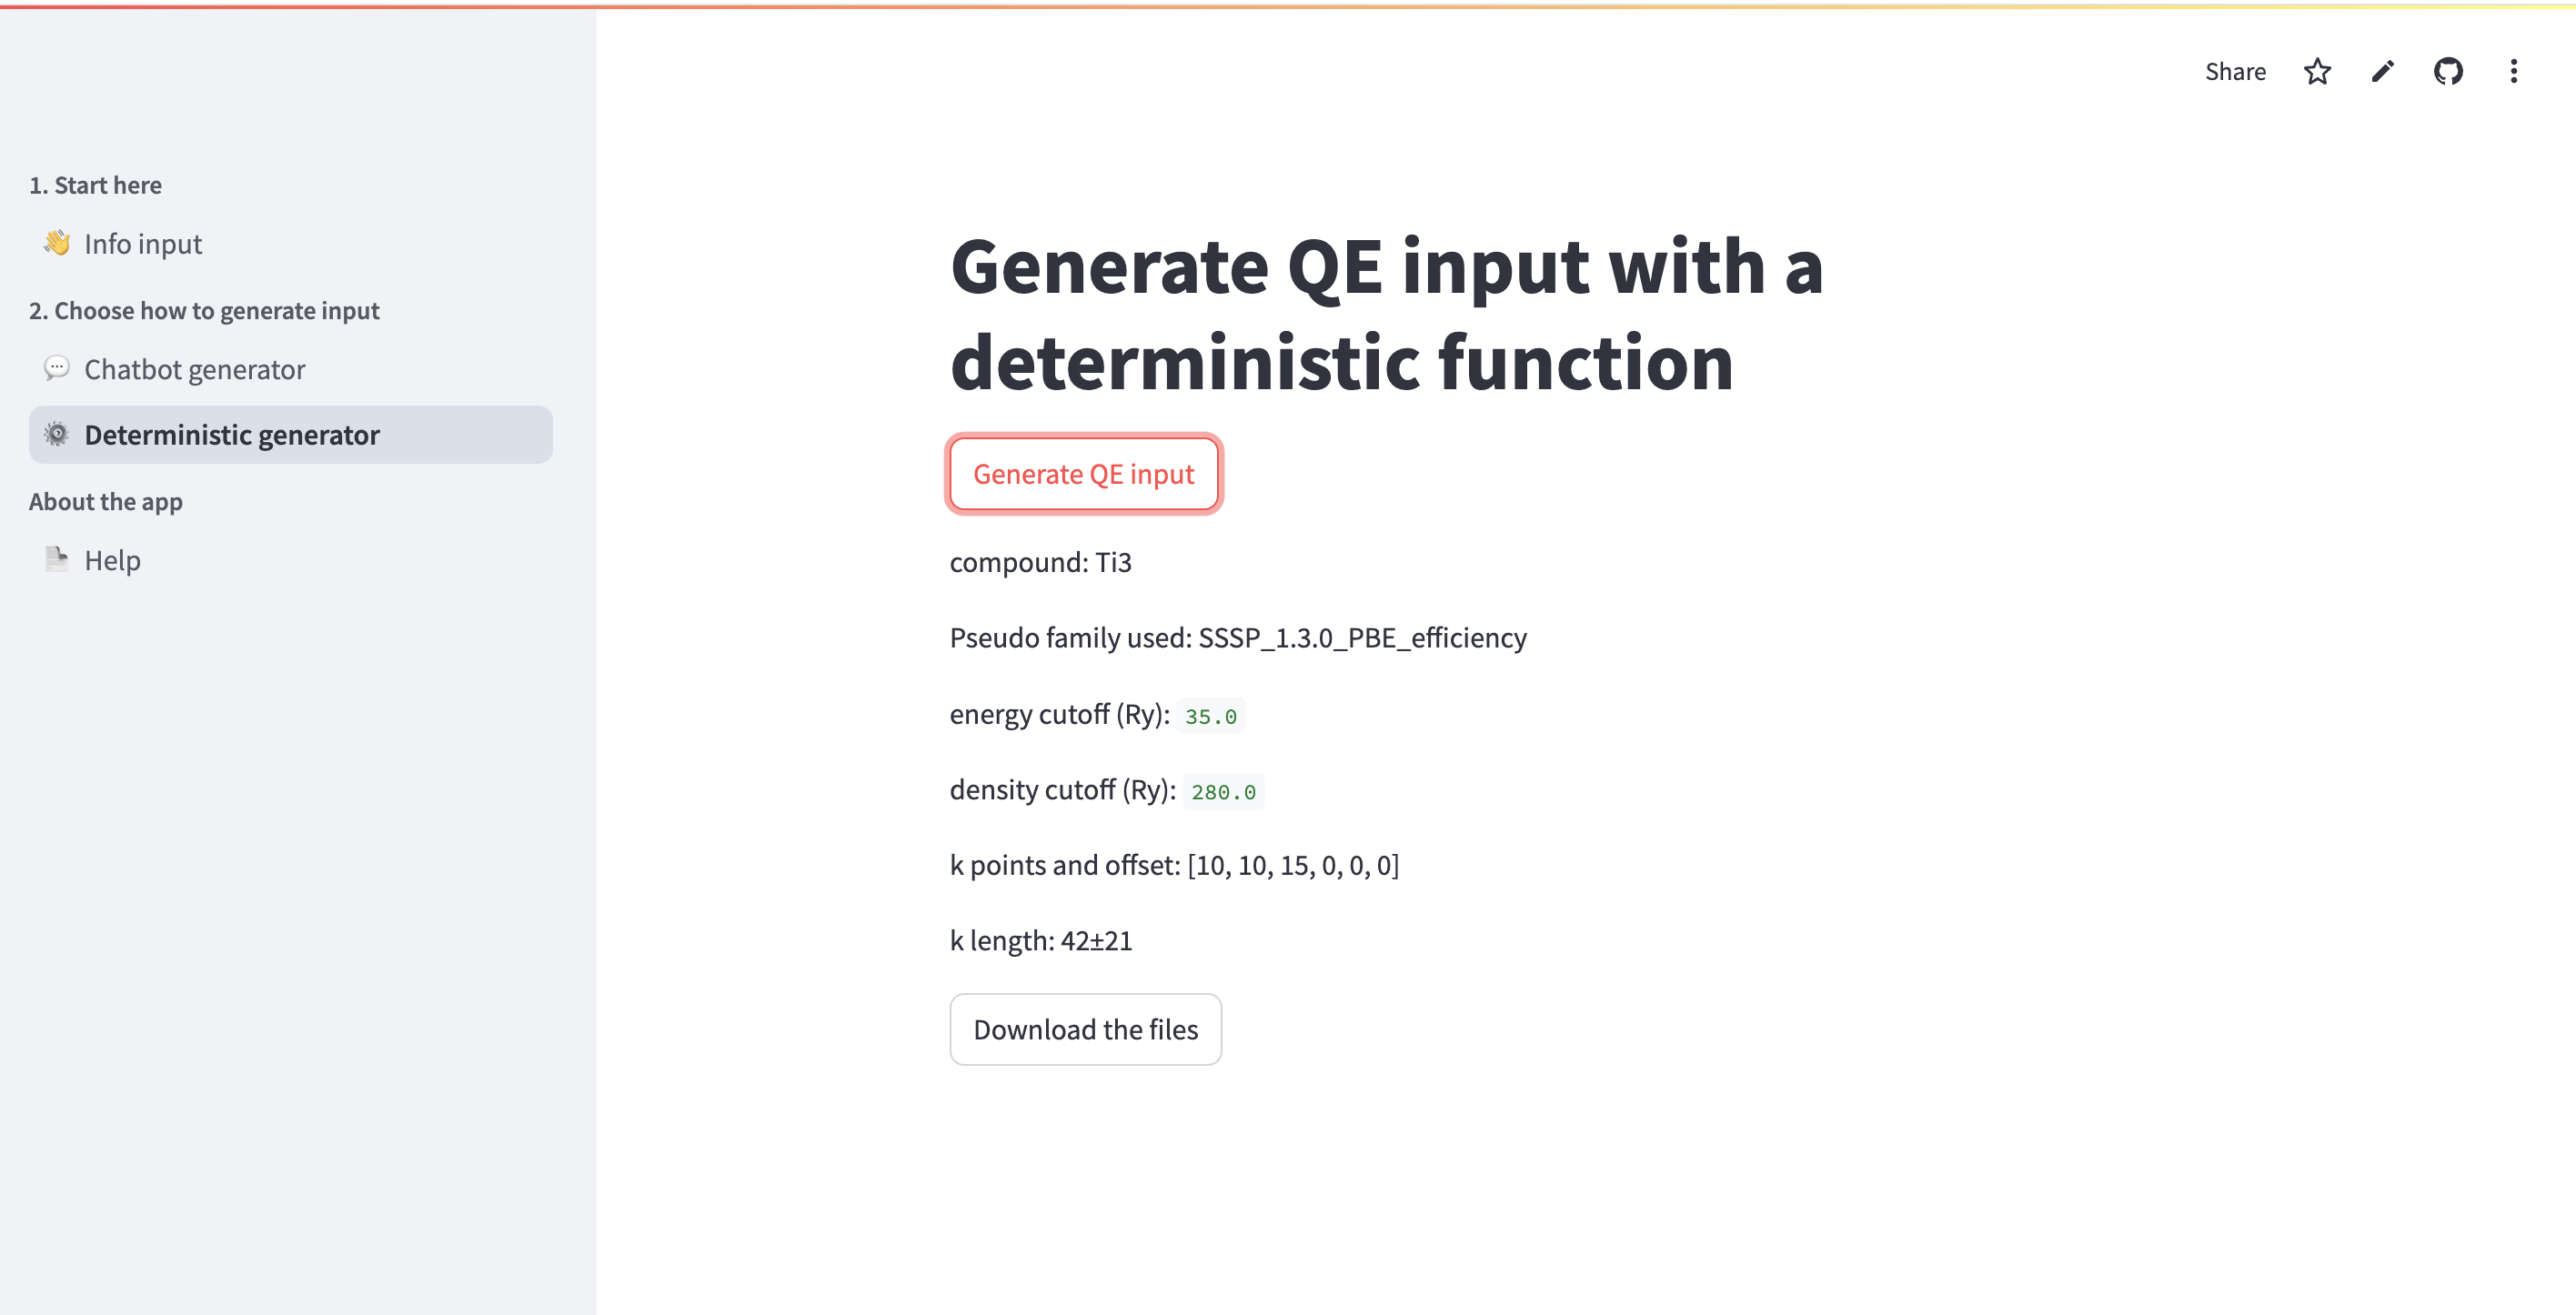 Share
1. Start here
Info input
2. Choose how to generate input
Chatbot generator
Deterministic generator
About the app
Help
Generate QE input with a
deterministic function
Generate QE input
compound: Ti3
Pseudo family used: SSSP_1.3.0_PBE_efficiency
energy cutoff (Ry): 35.0
density cutoff (Ry): 280.0
k points and offset: [10, 10, 15, 0, 0, 0]
k length: 42±21
Download the files